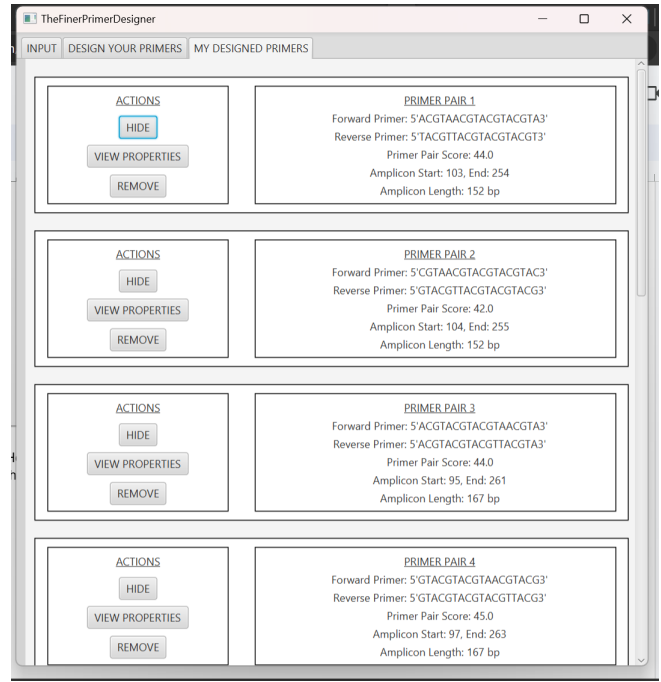 TheFinerPrimerDesigner
INPUT DESIGN YOUR PRIMERS MY DESIGNED PRIMERS
ACTIONS
HIDE
VIEW PROPERTIES
REMOVE
PRIMER PAIR 1
Forward Primer: 5'ACGTAACGTACGTACGTA3'
Reverse Primer: 5'TACGTTACGTACGTACGT3'
Primer Pair Score: 44.0
Amplicon Start: 103, End: 254
Amplicon Length: 152 bp
ACTIONS
HIDE
VIEW PROPERTIES
REMOVE
PRIMER PAIR 2
Forward Primer: 5'CGTAACGTACGTACGTAC3'
Reverse Primer: 5'GTACGTTACGTACGTACG3'
Primer Pair Score: 42.0
Amplicon Start: 104, End: 255
Amplicon Length: 152 bp
ACTIONS
HIDE
VIEW PROPERTIES
REMOVE
PRIMER PAIR 3
Forward Primer: 5'ACGTACGTACGTAACGTA3'
Reverse Primer: 5'ACGTACGTACGTTACGTA3'
Primer Pair Score: 44.0
Amplicon Start: 95, End: 261
Amplicon Length: 167 bp
ACTIONS
HIDE
VIEW PROPERTIES
REMOVE
PRIMER PAIR 4
Forward Primer: 5'GTACGTACGTAACGTACG3'
Reverse Primer: 5'GTACGTACGTACGTTACG3'
Primer Pair Score: 45.0
Amplicon Start: 97, End: 263
Amplicon Length: 167 bp